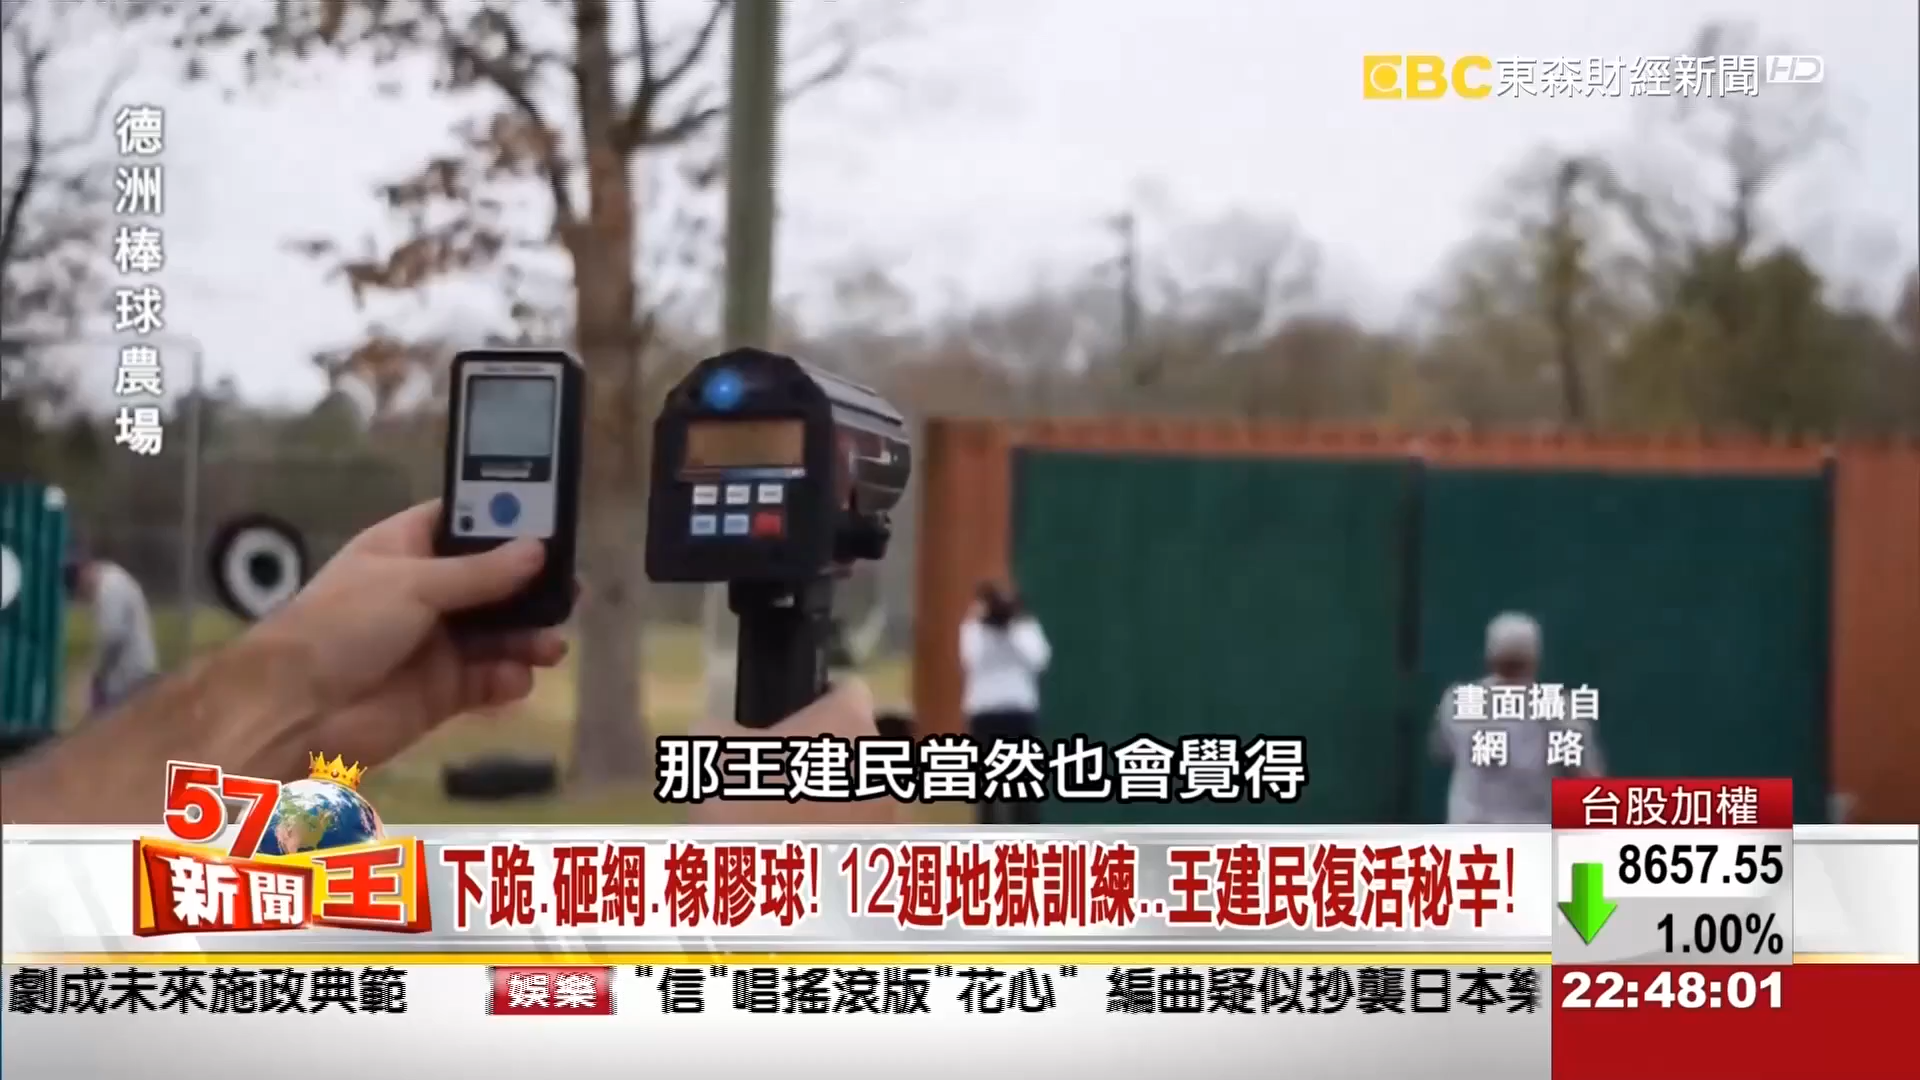 EBC東森財經新聞HD
德洲棒球農場
畫面攝自
網 路
那王建民當然也會覺得
57
新聞王
下跪.砸網.橡膠球! 12週地獄訓練..王建民復活秘辛!
台股加權
8657.55
1.00%
劇成未來施政典範 娛樂 "信"唱搖滾版"花心" 編曲疑似抄襲日本樂
22:48:01